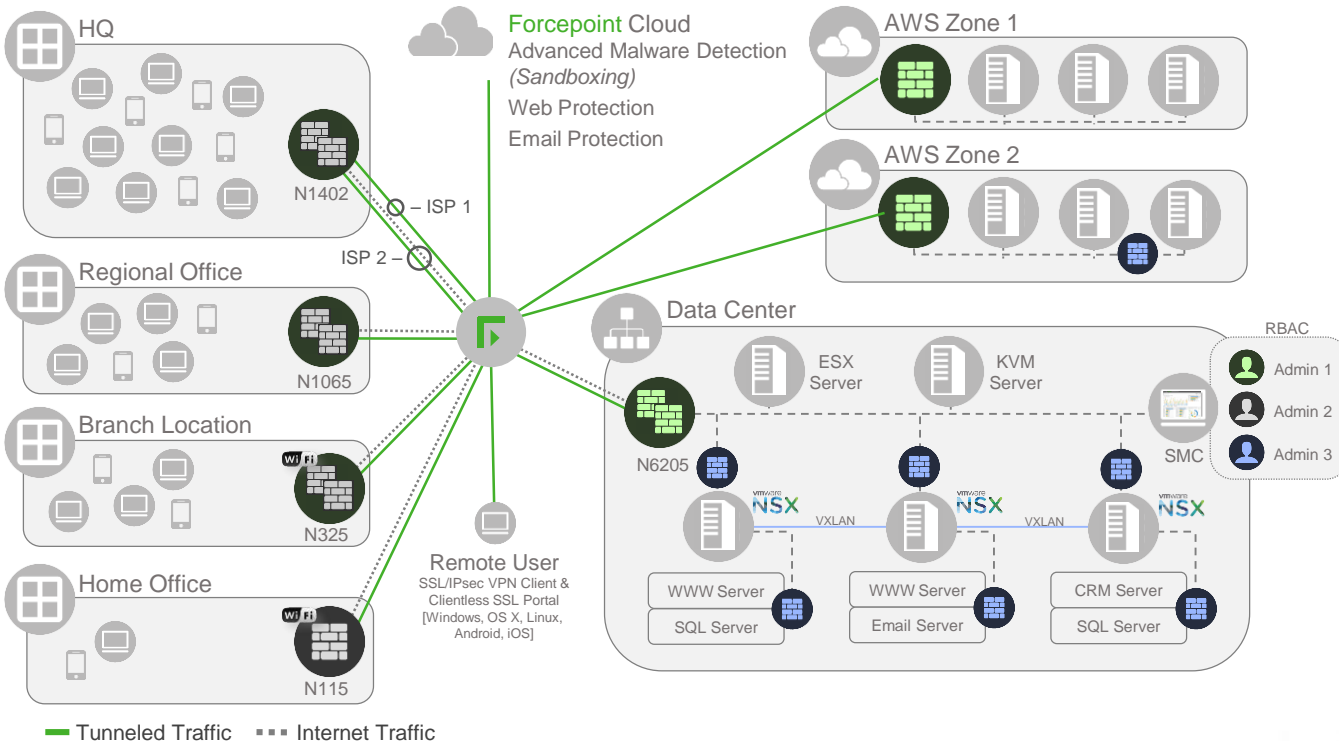 HQ
N1402
– ISP 1
ISP 2 –
Forcepoint Cloud
Advanced Malware Detection
(Sandboxing)
Web Protection
Email Protection
AWS Zone 1
AWS Zone 2
Regional Office
N1065
Branch Location
Wi Fi
N325
Home Office
Wi Fi
N115
Remote User
SSL/IPsec VPN Client &
Clientless SSL Portal
[Windows, OS X, Linux,
Android, iOS]
Data Center
ESX
Server
KVM
Server
N6205
SMC
RBAC
Admin 1
Admin 2
Admin 3
vmware
NSX
VXLAN
vmware
NSX
VXLAN
vmware
NSX
WWW Server
SQL Server
WWW Server
Email Server
CRM Server
SQL Server
Tunneled Traffic
Internet Traffic